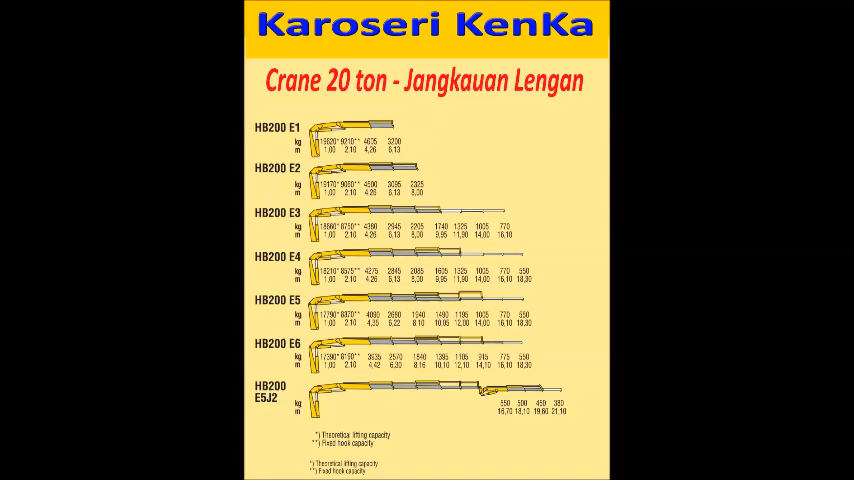 Karoseri KenKa
Crane 20 ton - Jangkauan Lengan
HB200 E1
kg 19620* 9210** 4605 3200
m 1,00 2,10 4,26 6,13
HB200 E2
kg 19170* 9060** 4500 3095 2325
m 1,00 2,10 4,26 6,13 8,00
HB200 E3
kg 18660* 8750** 4380 2945 2205 1740 1325 1005 770
m 1,00 2,10 4,26 6,13 8,00 9,95 11,90 14,00 16,10
HB200 E4
kg 18210* 8575** 4275 2845 2085 1605 1325 1005 770 550
m 1,00 2,10 4,26 6,13 8,00 9,95 11,90 14,00 16,10 18,30
HB200 E5
kg 17790* 8370** 4090 2680 1940 1490 1195 1005 770 550
m 1,00 2,10 4,35 6,22 8,10 10,05 12,00 14,00 16,10 18,30
HB200 E6
kg 17390* 8190** 3935 2570 1840 1395 1105 915 775 550
m 1,00 2,10 4,42 6,30 8,16 10,10 12,10 14,10 16,10 18,30
HB200
E5J2
kg 550 500 450 380
m 16,70 18,10 19,60 21,10
*) Theoretical lifting capacity
**) Fixed hook capacity
*) Theoretical lifting capacity
**) Fixed hook capacity